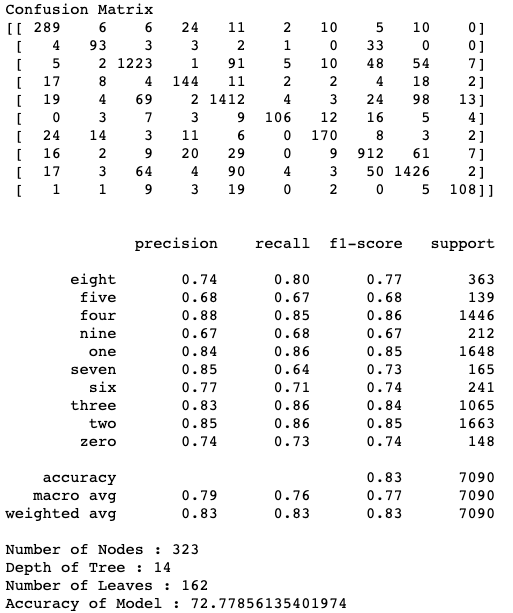 Confusion Matrix
[[ 289 6 6 24 11 2 10 5 10 0]
[ 4 93 3 3 2 1 0 33 0 0]
[ 5 2 1223 1 91 5 10 48 54 7]
[ 17 8 4 144 11 2 2 4 18 2]
[ 19 4 69 2 1412 4 3 24 98 13]
[ 0 3 7 3 9 106 12 16 5 4]
[ 24 14 3 11 6 0 170 8 3 2]
[ 16 2 9 20 29 0 9 912 61 7]
[ 17 3 64 4 90 4 3 50 1426 2]
[ 1 1 9 3 19 0 2 0 5 108]]
precision recall f1-score support
eight 0.74 0.80 0.77 363
five 0.68 0.67 0.68 139
four 0.88 0.85 0.86 1446
nine 0.67 0.68 0.67 212
one 0.84 0.86 0.85 1648
seven 0.85 0.64 0.73 165
six 0.77 0.71 0.74 241
three 0.83 0.86 0.84 1065
two 0.85 0.86 0.85 1663
zero 0.74 0.73 0.74 148
accuracy 0.83 7090
macro avg 0.79 0.76 0.77 7090
weighted avg 0.83 0.83 0.83 7090
Number of Nodes : 323
Depth of Tree : 14
Number of Leaves : 162
Accuracy of Model : 72.77856135401974